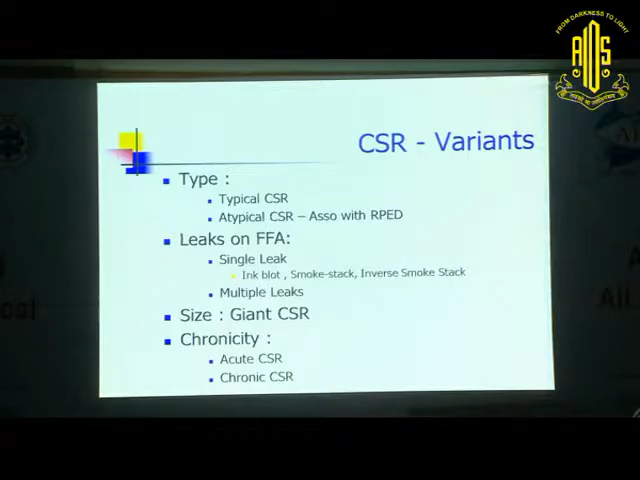 FROM DARKNESS TO LIGHT
AIOS
CSR - Variants
Type :
Typical CSR
Atypical CSR – Asso with RPED
Leaks on FFA:
Single Leak
Ink blot , Smoke-stack, Inverse Smoke Stack
Multiple Leaks
Size : Giant CSR
Chronicity :
Acute CSR
Chronic CSR